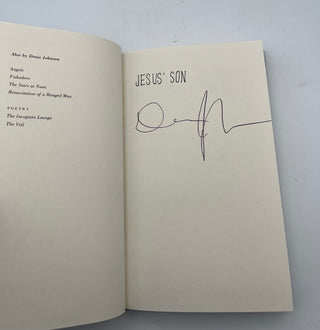 Also by Denis Johnson
Angels
Fiskadoro
The Stars at Noon
Resuscitation of a Hanged Man
POETRY
The Incognito Lounge
The Veil
JESUS' SON